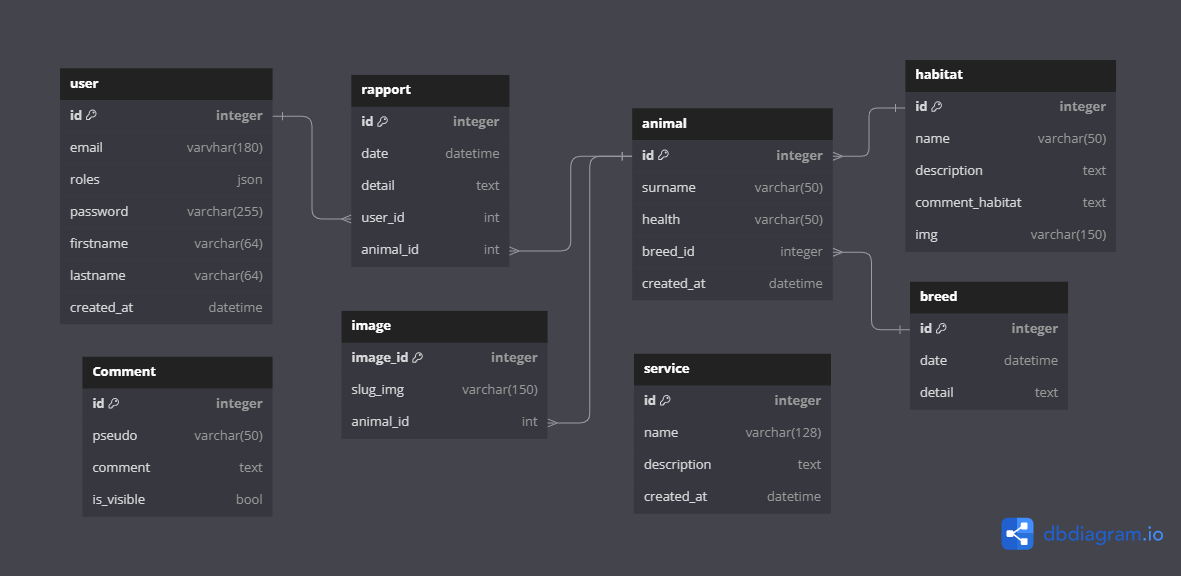 user
id integer
email varvhar(180)
roles json
password varchar(255)
firstname varchar(64)
lastname varchar(64)
created_at datetime
Comment
id integer
pseudo varchar(50)
comment text
is_visible bool
rapport
id integer
date datetime
detail text
user_id int
animal_id int
image
image_id integer
slug_img varchar(150)
animal_id int
animal
id integer
surname varchar(50)
health varchar(50)
breed_id integer
created_at datetime
service
id integer
name varchar(128)
description text
created_at datetime
habitat
id integer
name varchar(50)
description text
comment_habitat text
img varchar(150)
breed
id integer
date datetime
detail text
dbdiagram.io